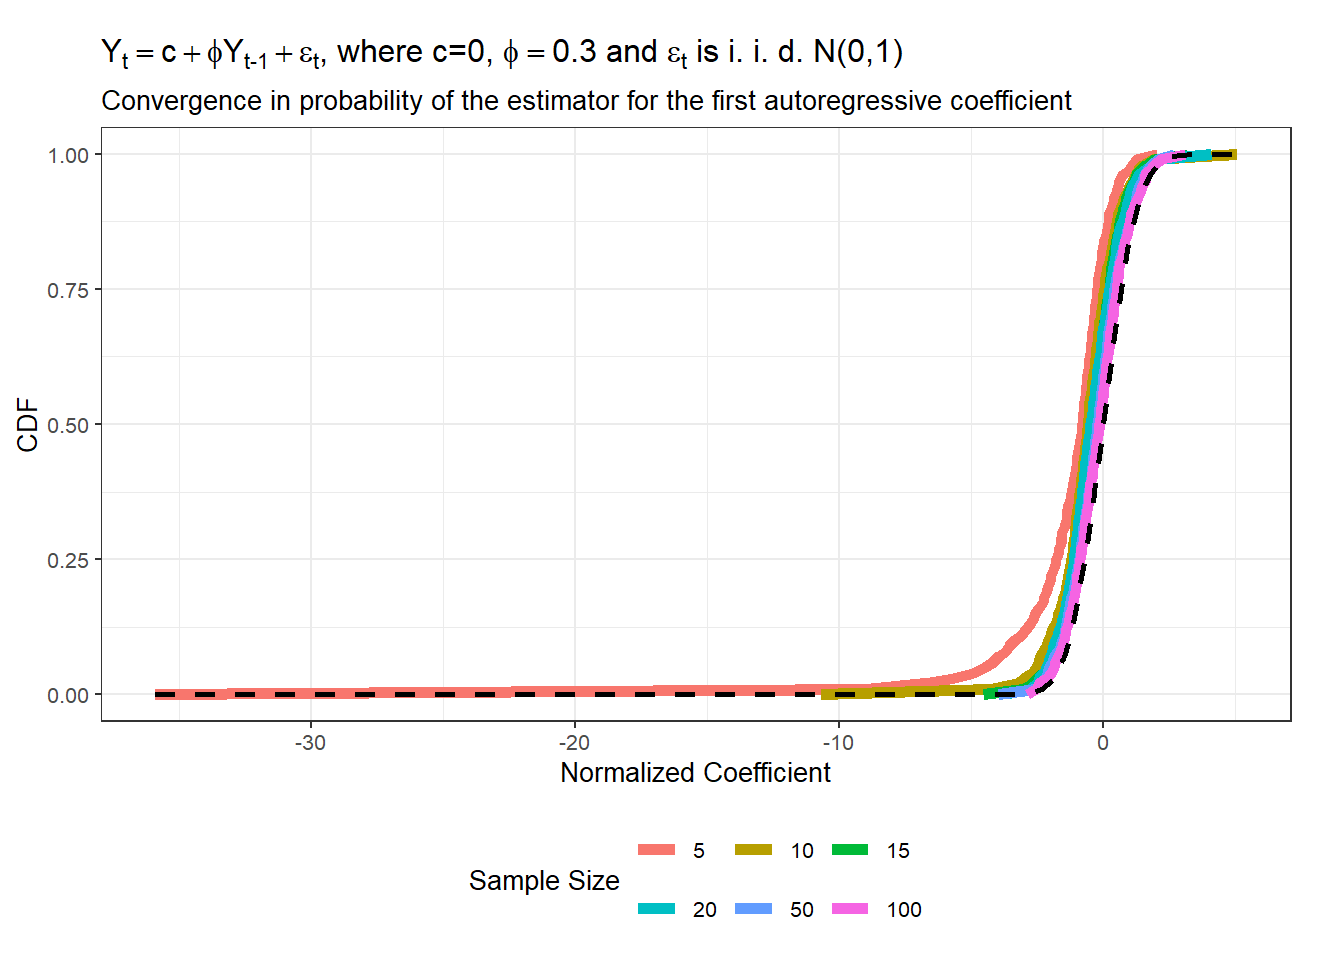 Yt = c + ϕYt-1 + εt, where c=0, ϕ = 0.3 and εt is i. i. d. N(0,1)
Convergence in probability of the estimator for the first autoregressive coefficient
1.00
0.75
0.50
0.25
0.00
CDF
-30 -20 -10 0
Normalized Coefficient
Sample Size
5 10 15
20 50 100